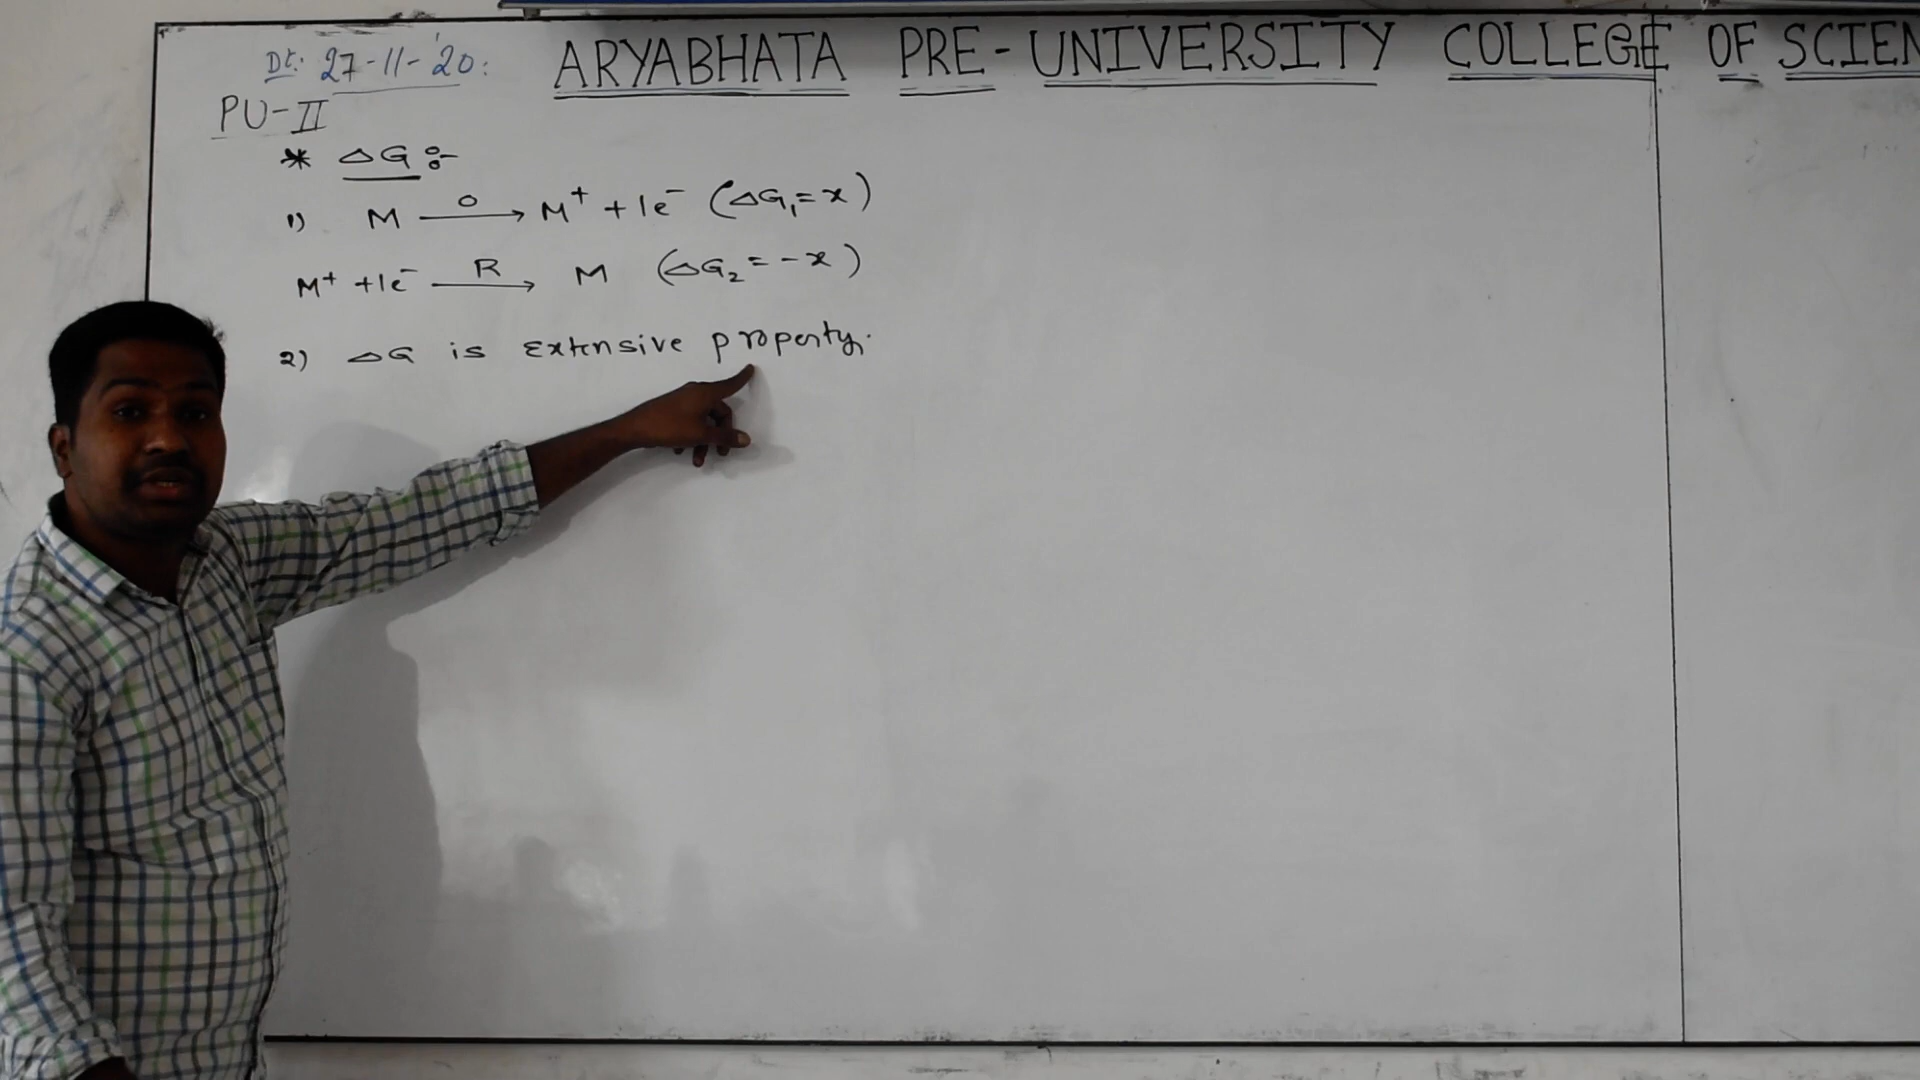 Dt: 27-11-'20:
ARYABHATA PRE-UNIVERSITY COLLEGE OF SCIEN
PU-II
* ΔG :-
1) M —O→ M⁺ + 1e⁻ (ΔG₁ = x)
M⁺ + 1e⁻ —R→ M (ΔG₂ = -x)
2) ΔG is Extensive property.